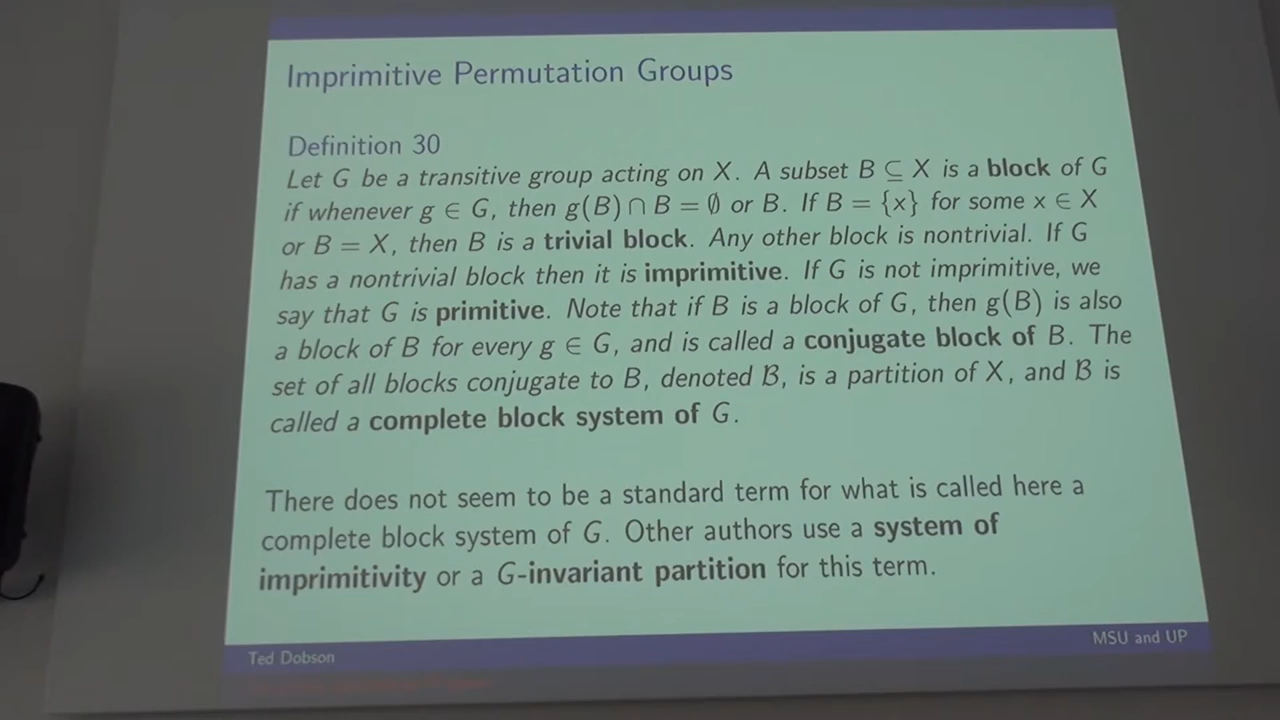 Imprimitive Permutation Groups
Definition 30
Let G be a transitive group acting on X. A subset B ⊆ X is a block of G
if whenever g ∈ G, then g(B) ∩ B = ∅ or B. If B = {x} for some x ∈ X
or B = X, then B is a trivial block. Any other block is nontrivial. If G
has a nontrivial block then it is imprimitive. If G is not imprimitive, we
say that G is primitive. Note that if B is a block of G, then g(B) is also
a block of B for every g ∈ G, and is called a conjugate block of B. The
set of all blocks conjugate to B, denoted ℬ, is a partition of X, and ℬ is
called a complete block system of G.
There does not seem to be a standard term for what is called here a
complete block system of G. Other authors use a system of
imprimitivity or a G-invariant partition for this term.
Ted Dobson
MSU and UP